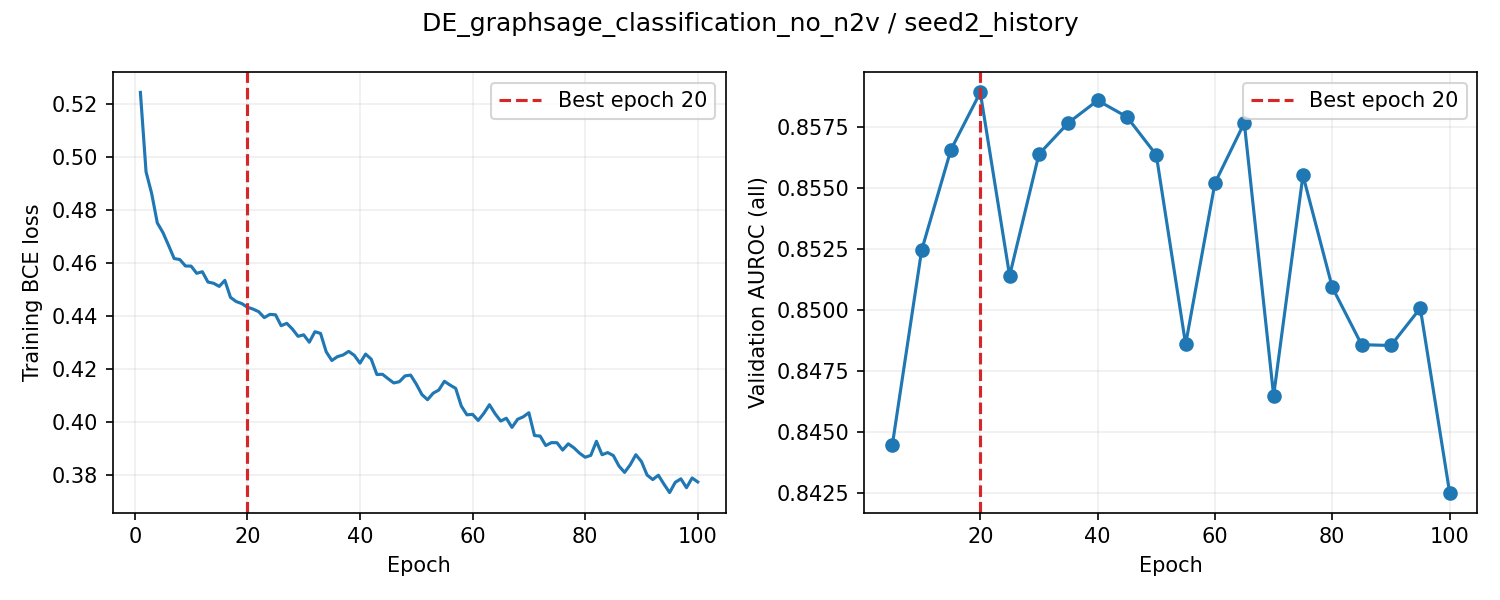 DE_graphsage_classification_no_n2v / seed2_history
Training BCE loss
0.52
0.50
0.48
0.46
0.44
0.42
0.40
0.38
Best epoch 20
0 20 40 60 80 100
Epoch
Validation AUROC (all)
0.8575
0.8550
0.8525
0.8500
0.8475
0.8450
0.8425
Best epoch 20
20 40 60 80 100
Epoch